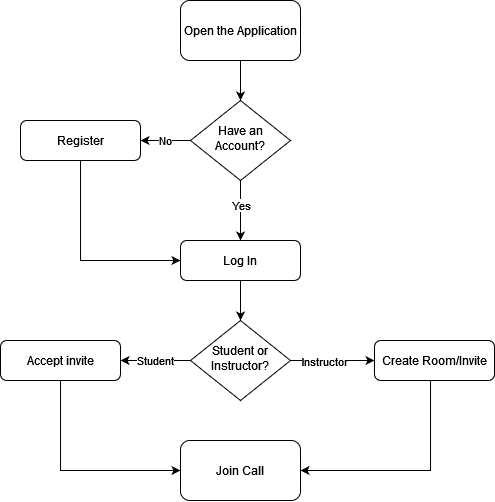 Open the Application
Have an
Account?
No
Register
Yes
Log In
Student or
Instructor?
Student
Instructor
Accept invite
Create Room/Invite
Join Call